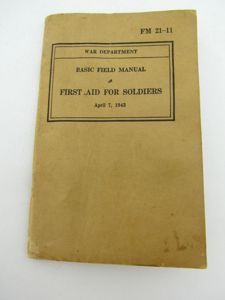 FM 21-11
WAR DEPARTMENT
BASIC FIELD MANUAL
FIRST AID FOR SOLDIERS
April 7, 1943